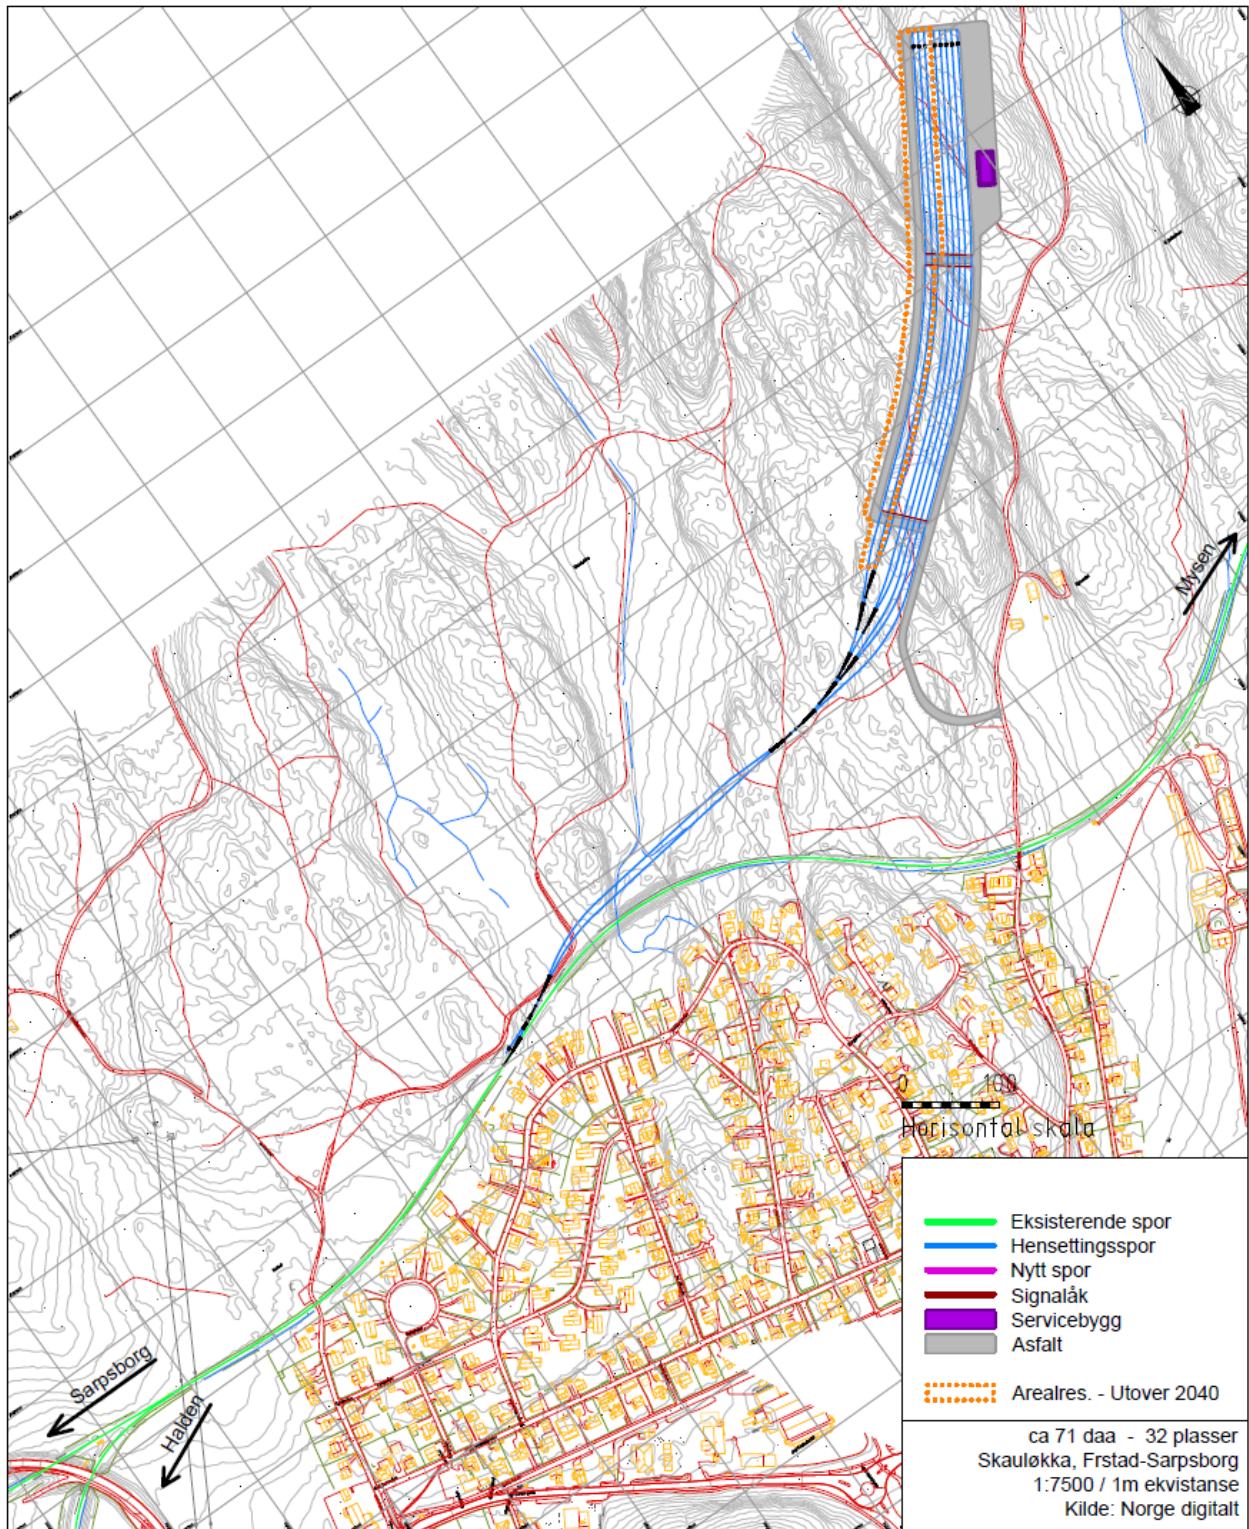 Mysen
0 100
Horisontal skala
Sarpsborg
Halden
Eksisterende spor
Hensettingsspor
Nytt spor
Signalåk
Servicebygg
Asfalt
Arealres. - Utover 2040
ca 71 daa - 32 plasser
Skauløkka, Frstad-Sarpsborg
1:7500 / 1m ekvistanse
Kilde: Norge digitalt